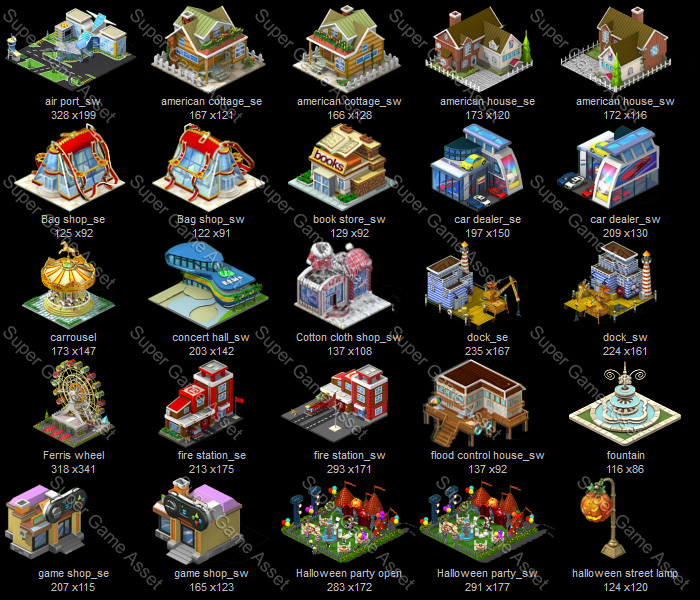 air port_sw
328 x199
american cottage_se
167 x121
american cottage_sw
166 x128
american house_se
173 x120
american house_sw
172 x116
books
Bag shop_se
125 x92
Bag shop_sw
122 x91
book store_sw
129 x92
car dealer_se
197 x150
car dealer_sw
209 x130
carrousel
173 x147
concert hall_sw
203 x142
Cotton cloth shop_sw
137 x108
dock_se
235 x167
dock_sw
224 x161
Ferris wheel
318 x341
fire station_se
213 x175
fire station_sw
293 x171
flood control house_sw
137 x92
fountain
116 x86
game shop_se
207 x115
game shop_sw
165 x123
Halloween party open
283 x172
Halloween party_sw
291 x177
halloween street lamp
124 x120
Super Game Asset